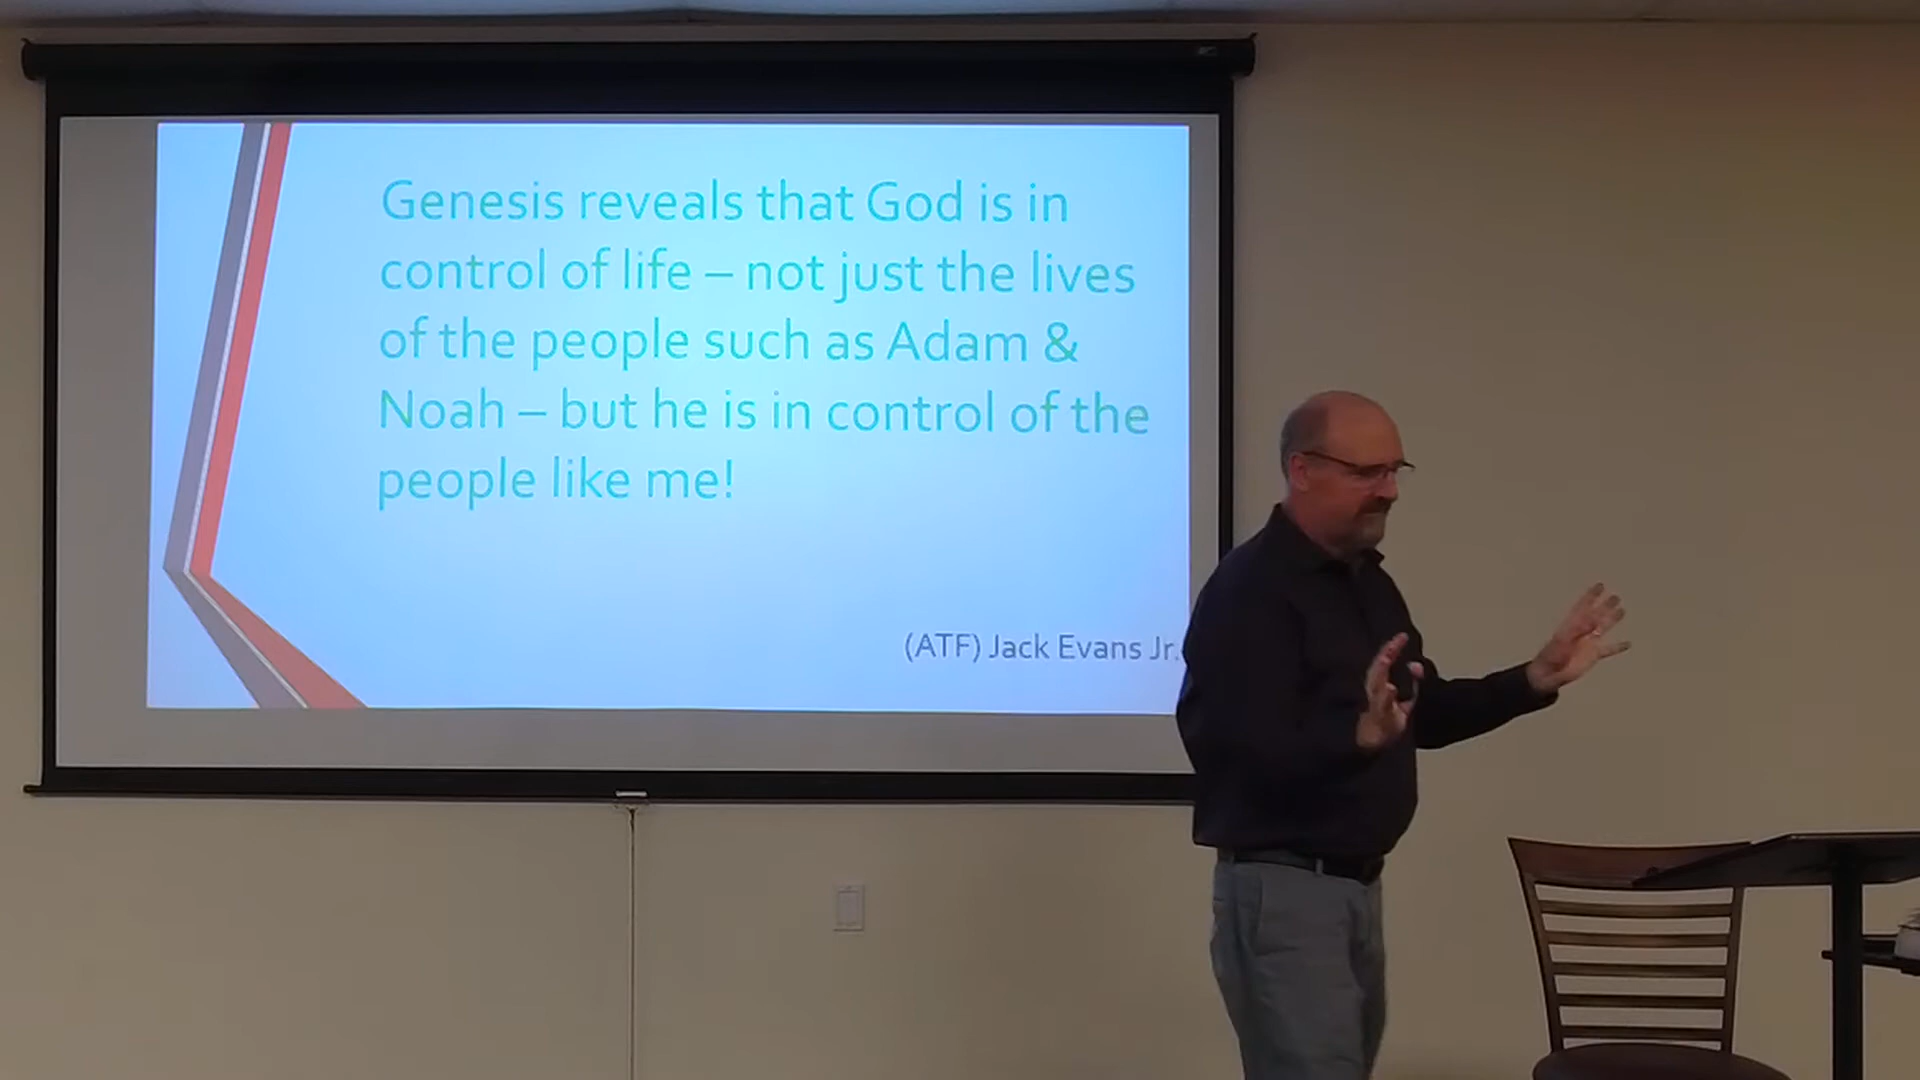 Genesis reveals that God is in
control of life – not just the lives
of the people such as Adam &
Noah – but he is in control of the
people like me!
(ATF) Jack Evans Jr.